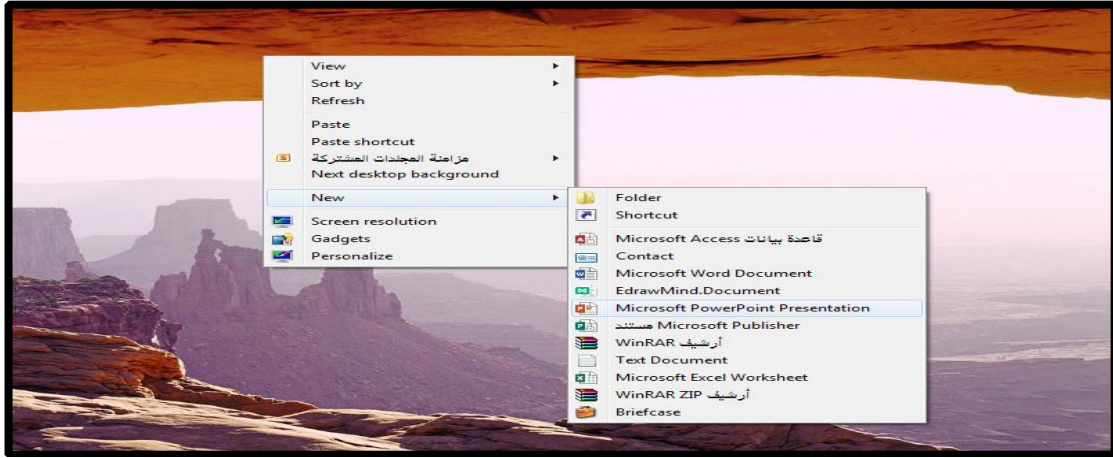 View
Sort by
Refresh
Paste
Paste shortcut
مزامنة المجلدات المشتركة
Next desktop background
New
Screen resolution
Gadgets
Personalize
Folder
Shortcut
قاعدة بيانات Microsoft Access
Contact
Microsoft Word Document
EdrawMind.Document
Microsoft PowerPoint Presentation
مستند Microsoft Publisher
أرشيف WinRAR
Text Document
Microsoft Excel Worksheet
أرشيف WinRAR ZIP
Briefcase